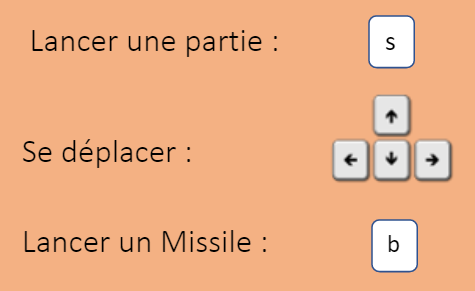 Lancer une partie : s
↑
Se déplacer : ← ↓ →
Lancer un Missile : b